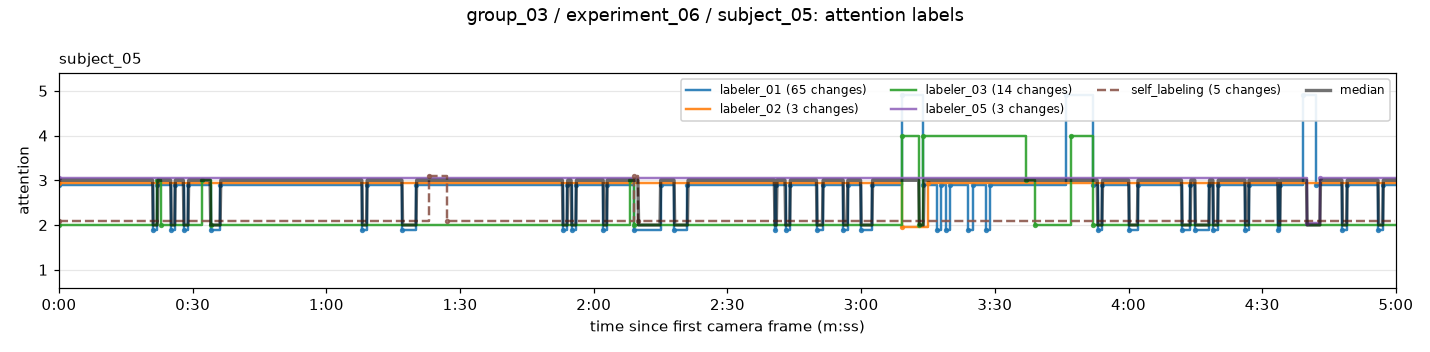 group_03 / experiment_06 / subject_05: attention labels
subject_05
labeler_01 (65 changes)
labeler_02 (3 changes)
labeler_03 (14 changes)
labeler_05 (3 changes)
self_labeling (5 changes)
median
attention
5
4
3
2
1
0:00 0:30 1:00 1:30 2:00 2:30 3:00 3:30 4:00 4:30 5:00
time since first camera frame (m:ss)